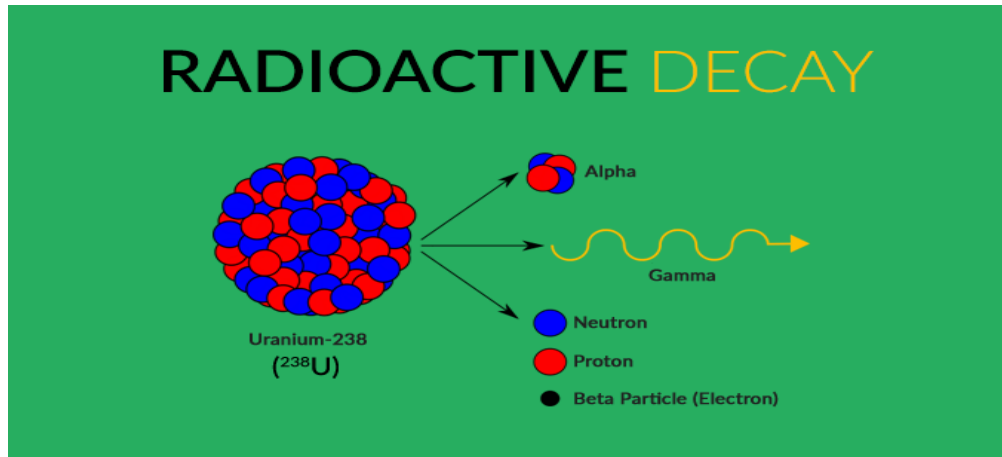 RADIOACTIVE DECAY
Alpha
Gamma
Uranium-238
(²³⁸U)
Neutron
Proton
Beta Particle (Electron)